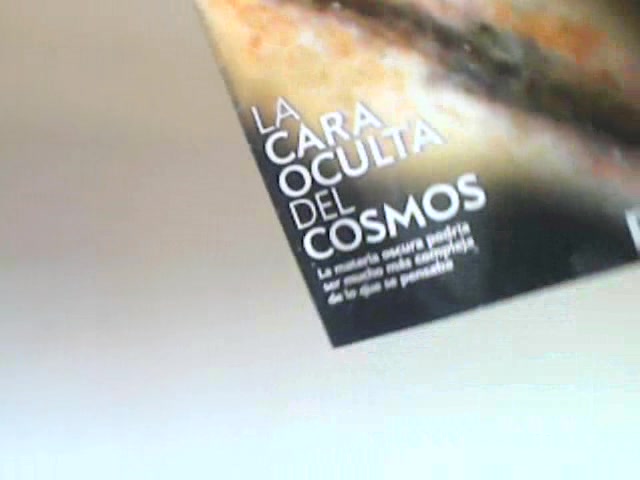 LA
CARA
OCULTA
DEL
COSMOS
La materia oscura podría
ser mucho más compleja
de lo que se pensaba